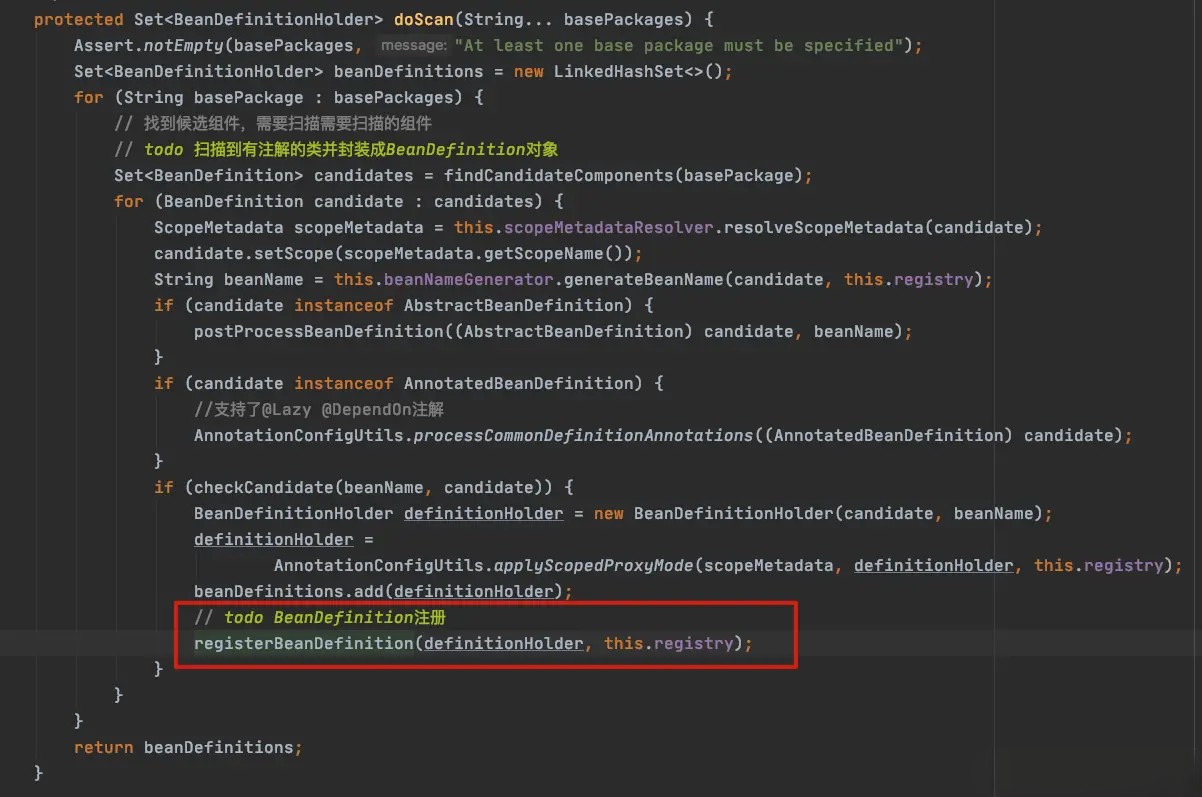 protected Set<BeanDefinitionHolder> doScan(String... basePackages) {
Assert.notEmpty(basePackages, message: "At least one base package must be specified");
Set<BeanDefinitionHolder> beanDefinitions = new LinkedHashSet<>();
for (String basePackage : basePackages) {
// 找到候选组件，需要扫描需要扫描的组件
// todo 扫描到有注解的类并封装成BeanDefinition对象
Set<BeanDefinition> candidates = findCandidateComponents(basePackage);
for (BeanDefinition candidate : candidates) {
ScopeMetadata scopeMetadata = this.scopeMetadataResolver.resolveScopeMetadata(candidate);
candidate.setScope(scopeMetadata.getScopeName());
String beanName = this.beanNameGenerator.generateBeanName(candidate, this.registry);
if (candidate instanceof AbstractBeanDefinition) {
postProcessBeanDefinition((AbstractBeanDefinition) candidate, beanName);
}
if (candidate instanceof AnnotatedBeanDefinition) {
//支持了@Lazy @DependOn注解
AnnotationConfigUtils.processCommonDefinitionAnnotations((AnnotatedBeanDefinition) candidate);
}
if (checkCandidate(beanName, candidate)) {
BeanDefinitionHolder definitionHolder = new BeanDefinitionHolder(candidate, beanName);
definitionHolder =
AnnotationConfigUtils.applyScopedProxyMode(scopeMetadata, definitionHolder, this.registry);
beanDefinitions.add(definitionHolder);
// todo BeanDefinition注册
registerBeanDefinition(definitionHolder, this.registry);
}
}
}
return beanDefinitions;
}